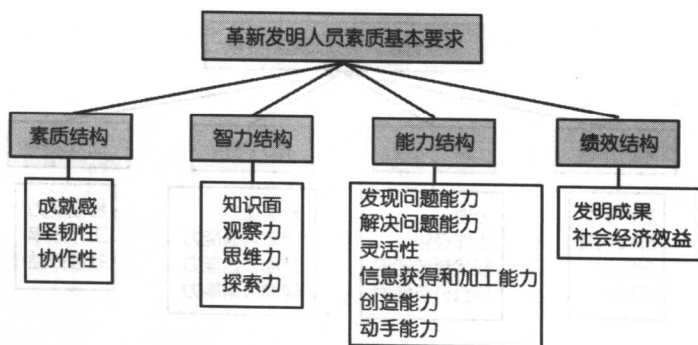 革新发明人员素质基本要求
素质结构
智力结构
能力结构
绩效结构
成就感
坚韧性
协作性
知识面
观察力
思维力
探索力
发现问题能力
解决问题能力
灵活性
信息获得和加工能力
创造能力
动手能力
发明成果
社会经济效益